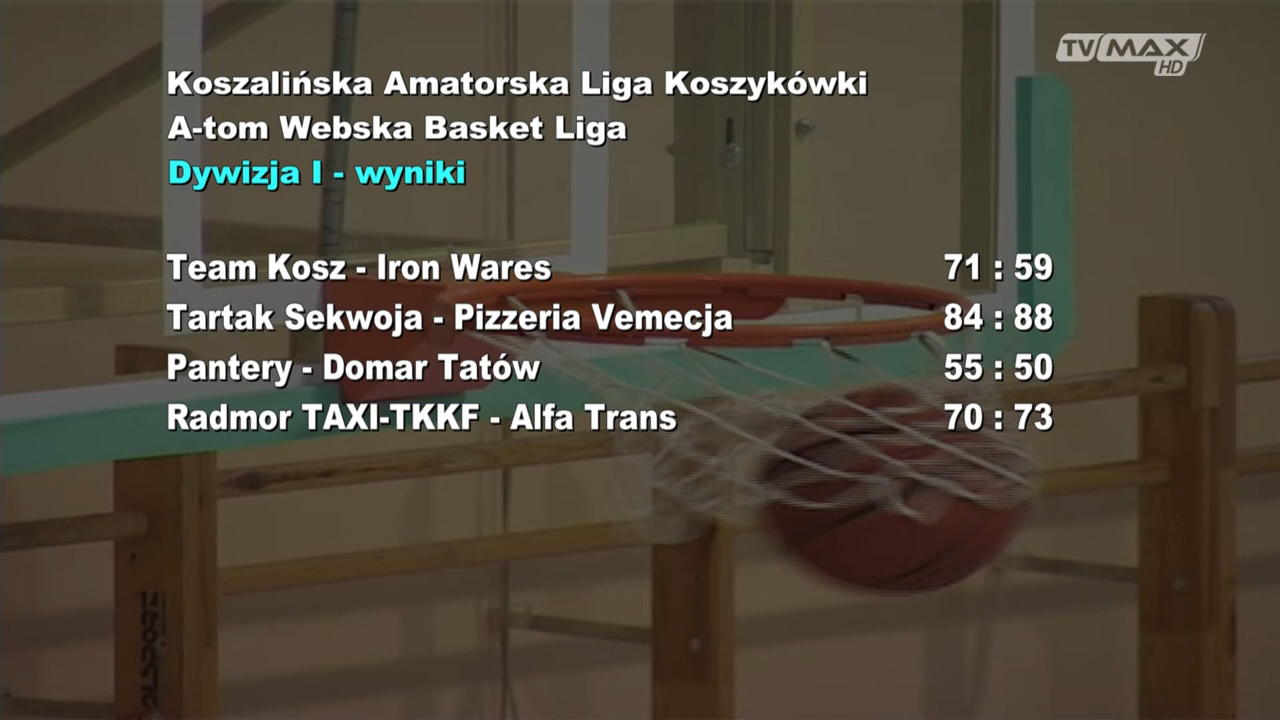 TV MAX
HD
Koszalińska Amatorska Liga Koszykówki
A-tom Webska Basket Liga
Dywizja I - wyniki
Team Kosz - Iron Wares 71 : 59
Tartak Sekwoja - Pizzeria Vemecja 84 : 88
Pantery - Domar Tatów 55 : 50
Radmor TAXI-TKKF - Alfa Trans 70 : 73